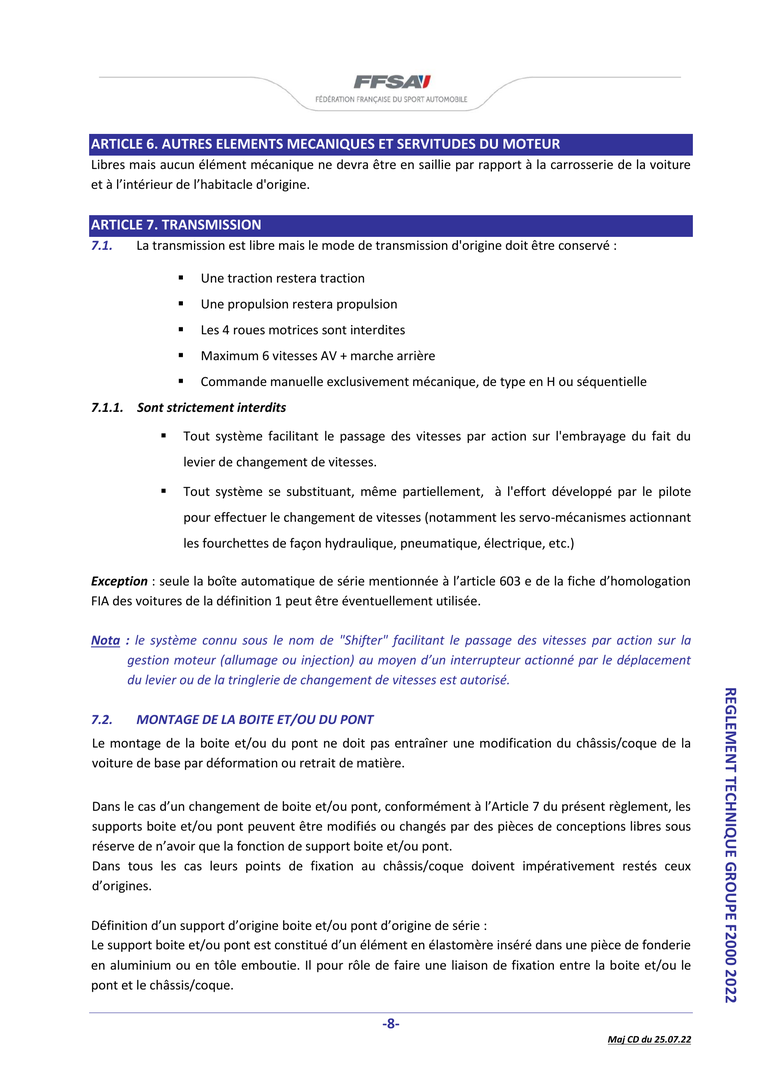 FFSA
FÉDÉRATION FRANÇAISE DU SPORT AUTOMOBILE
ARTICLE 6. AUTRES ELEMENTS MECANIQUES ET SERVITUDES DU MOTEUR
Libres mais aucun élément mécanique ne devra être en saillie par rapport à la carrosserie de la voiture
et à l’intérieur de l’habitacle d'origine.
ARTICLE 7. TRANSMISSION
7.1. La transmission est libre mais le mode de transmission d'origine doit être conservé :
▪ Une traction restera traction
▪ Une propulsion restera propulsion
▪ Les 4 roues motrices sont interdites
▪ Maximum 6 vitesses AV + marche arrière
▪ Commande manuelle exclusivement mécanique, de type en H ou séquentielle
7.1.1. Sont strictement interdits
▪ Tout système facilitant le passage des vitesses par action sur l'embrayage du fait du
levier de changement de vitesses.
▪ Tout système se substituant, même partiellement, à l'effort développé par le pilote
pour effectuer le changement de vitesses (notamment les servo-mécanismes actionnant
les fourchettes de façon hydraulique, pneumatique, électrique, etc.)
Exception : seule la boîte automatique de série mentionnée à l’article 603 e de la fiche d’homologation
FIA des voitures de la définition 1 peut être éventuellement utilisée.
Nota : le système connu sous le nom de "Shifter" facilitant le passage des vitesses par action sur la
gestion moteur (allumage ou injection) au moyen d’un interrupteur actionné par le déplacement
du levier ou de la tringlerie de changement de vitesses est autorisé.
7.2. MONTAGE DE LA BOITE ET/OU DU PONT
Le montage de la boite et/ou du pont ne doit pas entraîner une modification du châssis/coque de la
voiture de base par déformation ou retrait de matière.
Dans le cas d’un changement de boite et/ou pont, conformément à l’Article 7 du présent règlement, les
supports boite et/ou pont peuvent être modifiés ou changés par des pièces de conceptions libres sous
réserve de n’avoir que la fonction de support boite et/ou pont.
Dans tous les cas leurs points de fixation au châssis/coque doivent impérativement restés ceux
d’origines.
Définition d’un support d’origine boite et/ou pont d’origine de série :
Le support boite et/ou pont est constitué d’un élément en élastomère inséré dans une pièce de fonderie
en aluminium ou en tôle emboutie. Il pour rôle de faire une liaison de fixation entre la boite et/ou le
pont et le châssis/coque.
REGLEMENT TECHNIQUE GROUPE F2000 2022
-8-
Maj CD du 25.07.22